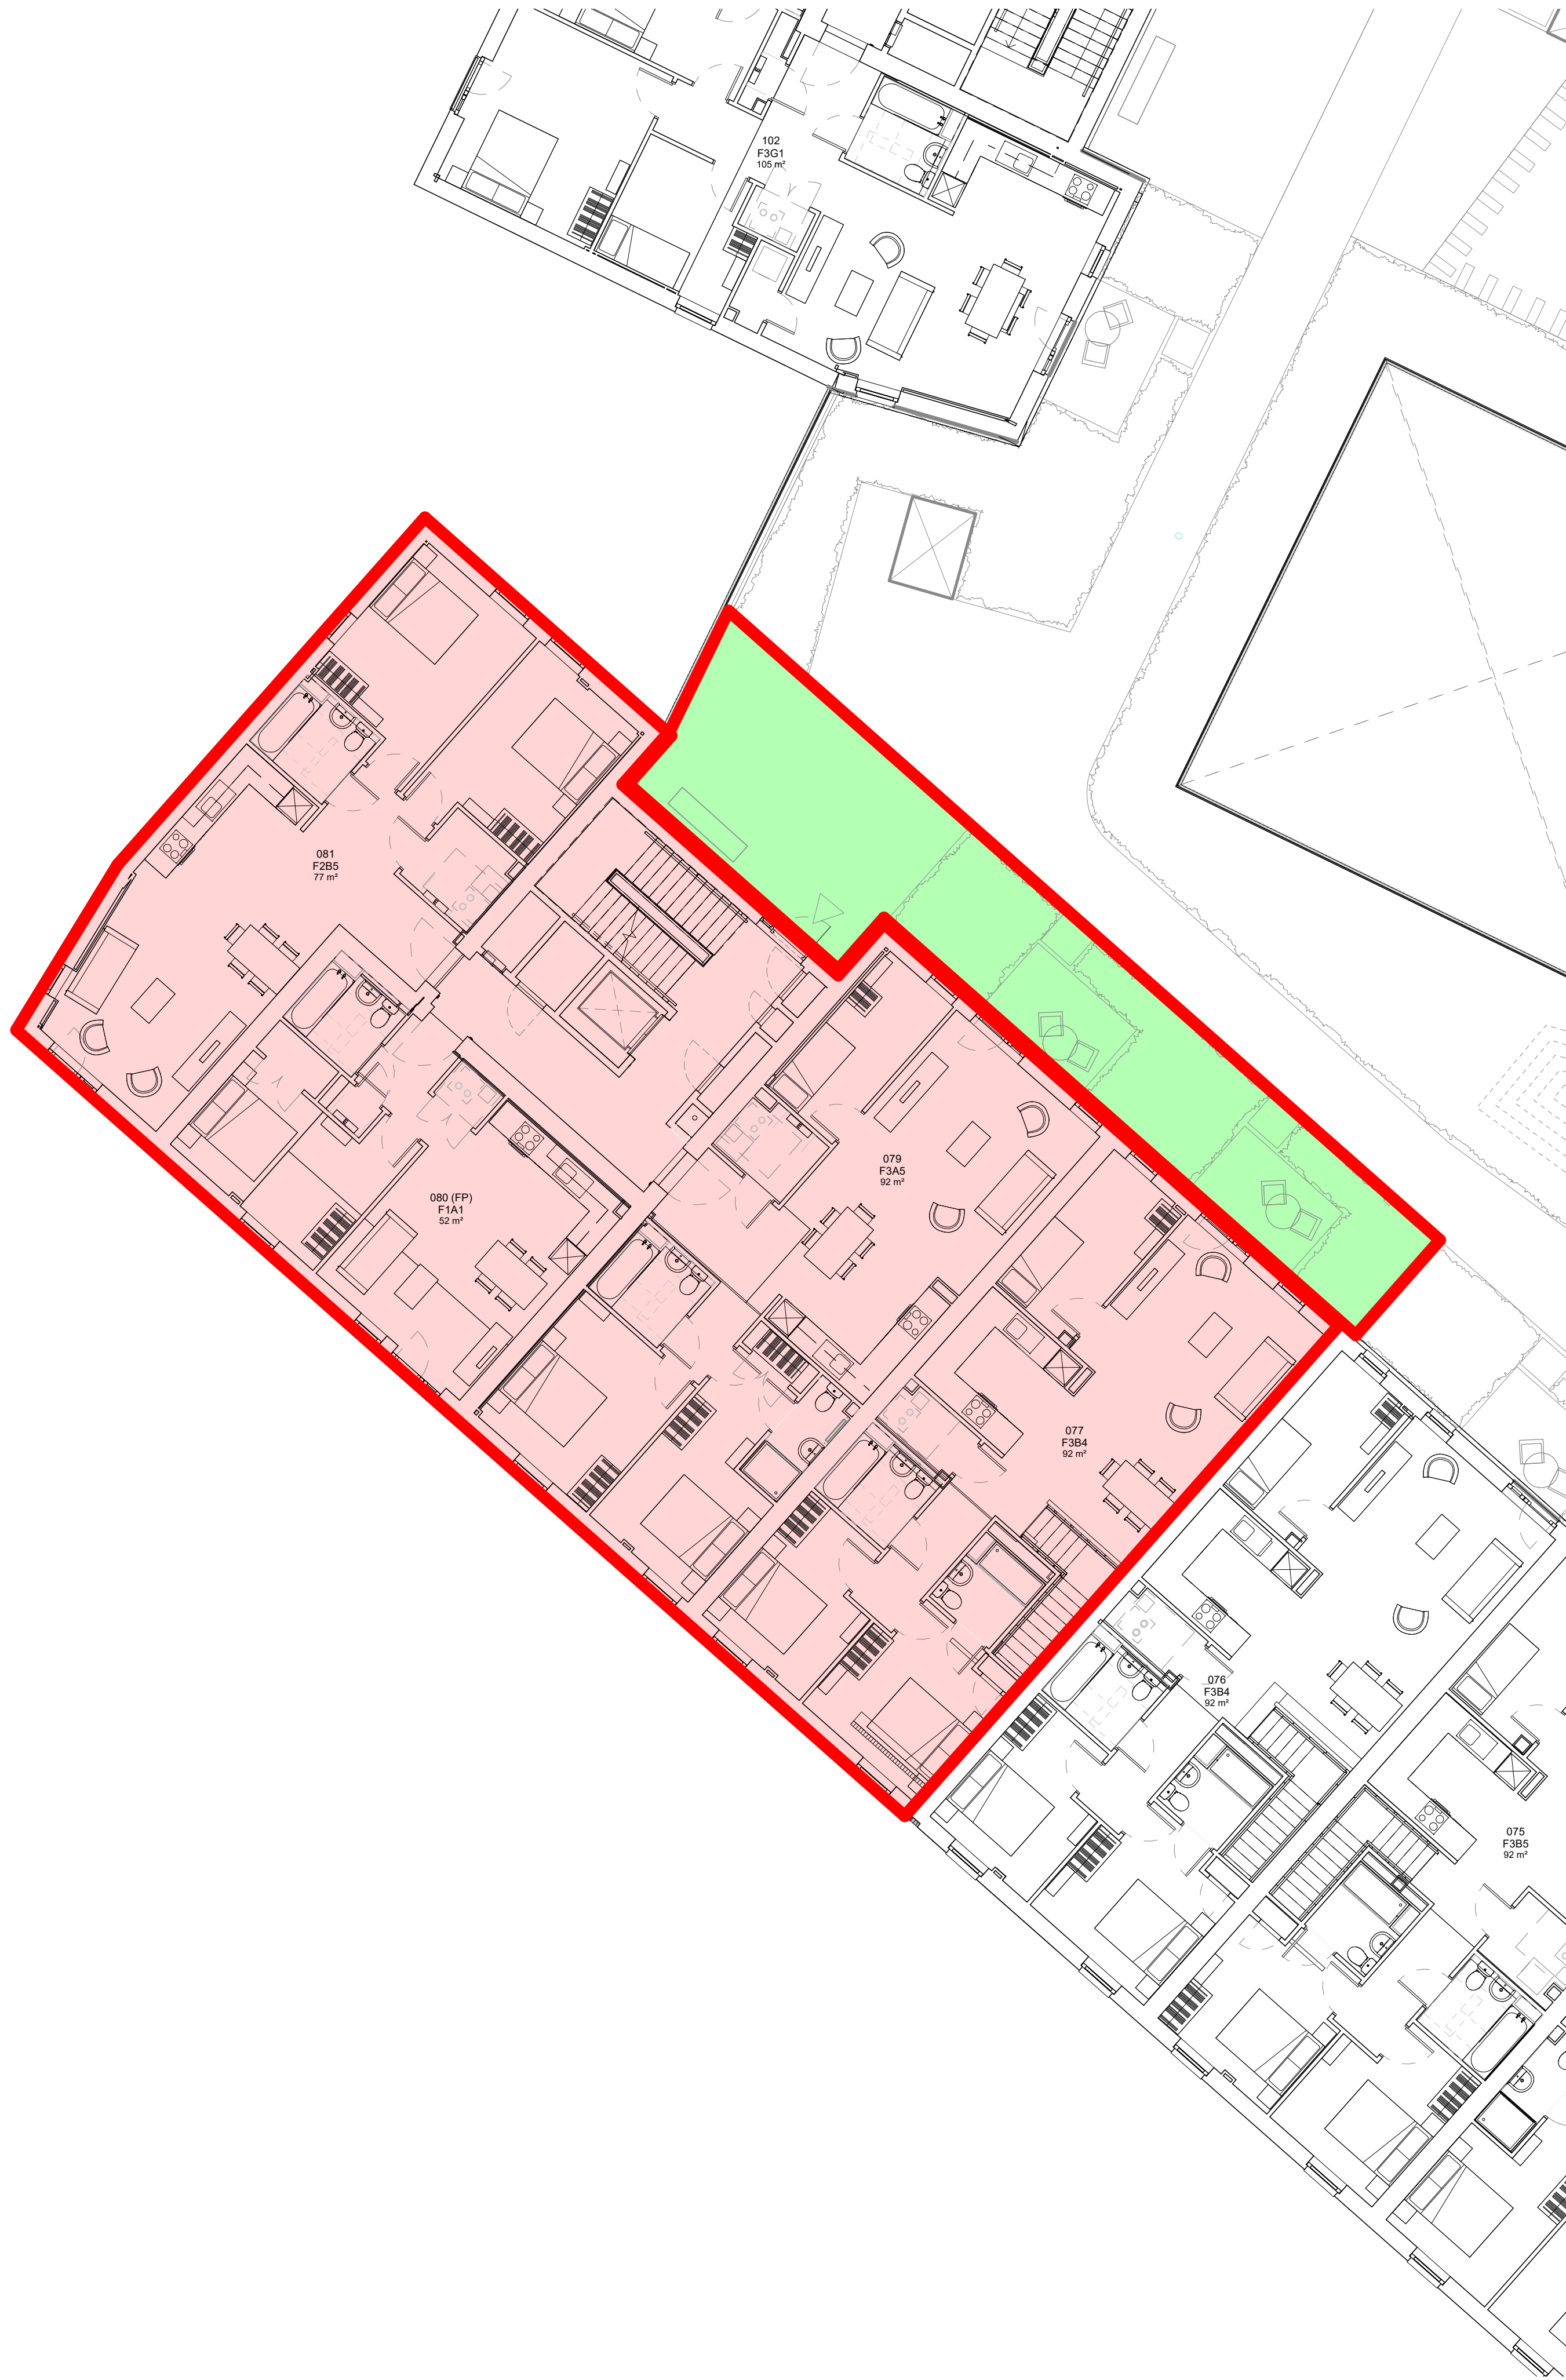 102
F3G1
105 m²
081
F2B5
77 m²
080 (FP)
F1A1
52 m²
079
F3A5
92 m²
077
F3B4
92 m²
076
F3B4
92 m²
075
F3B5
92 m²